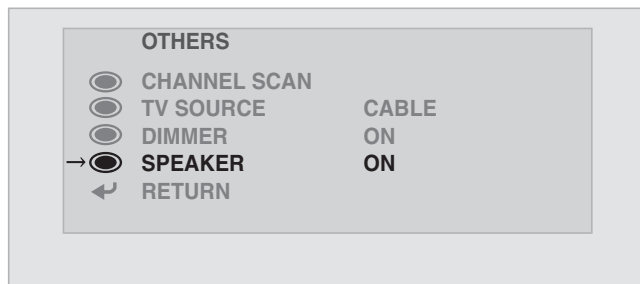 OTHERS
CHANNEL SCAN
TV SOURCE CABLE
DIMMER ON
→ SPEAKER ON
RETURN